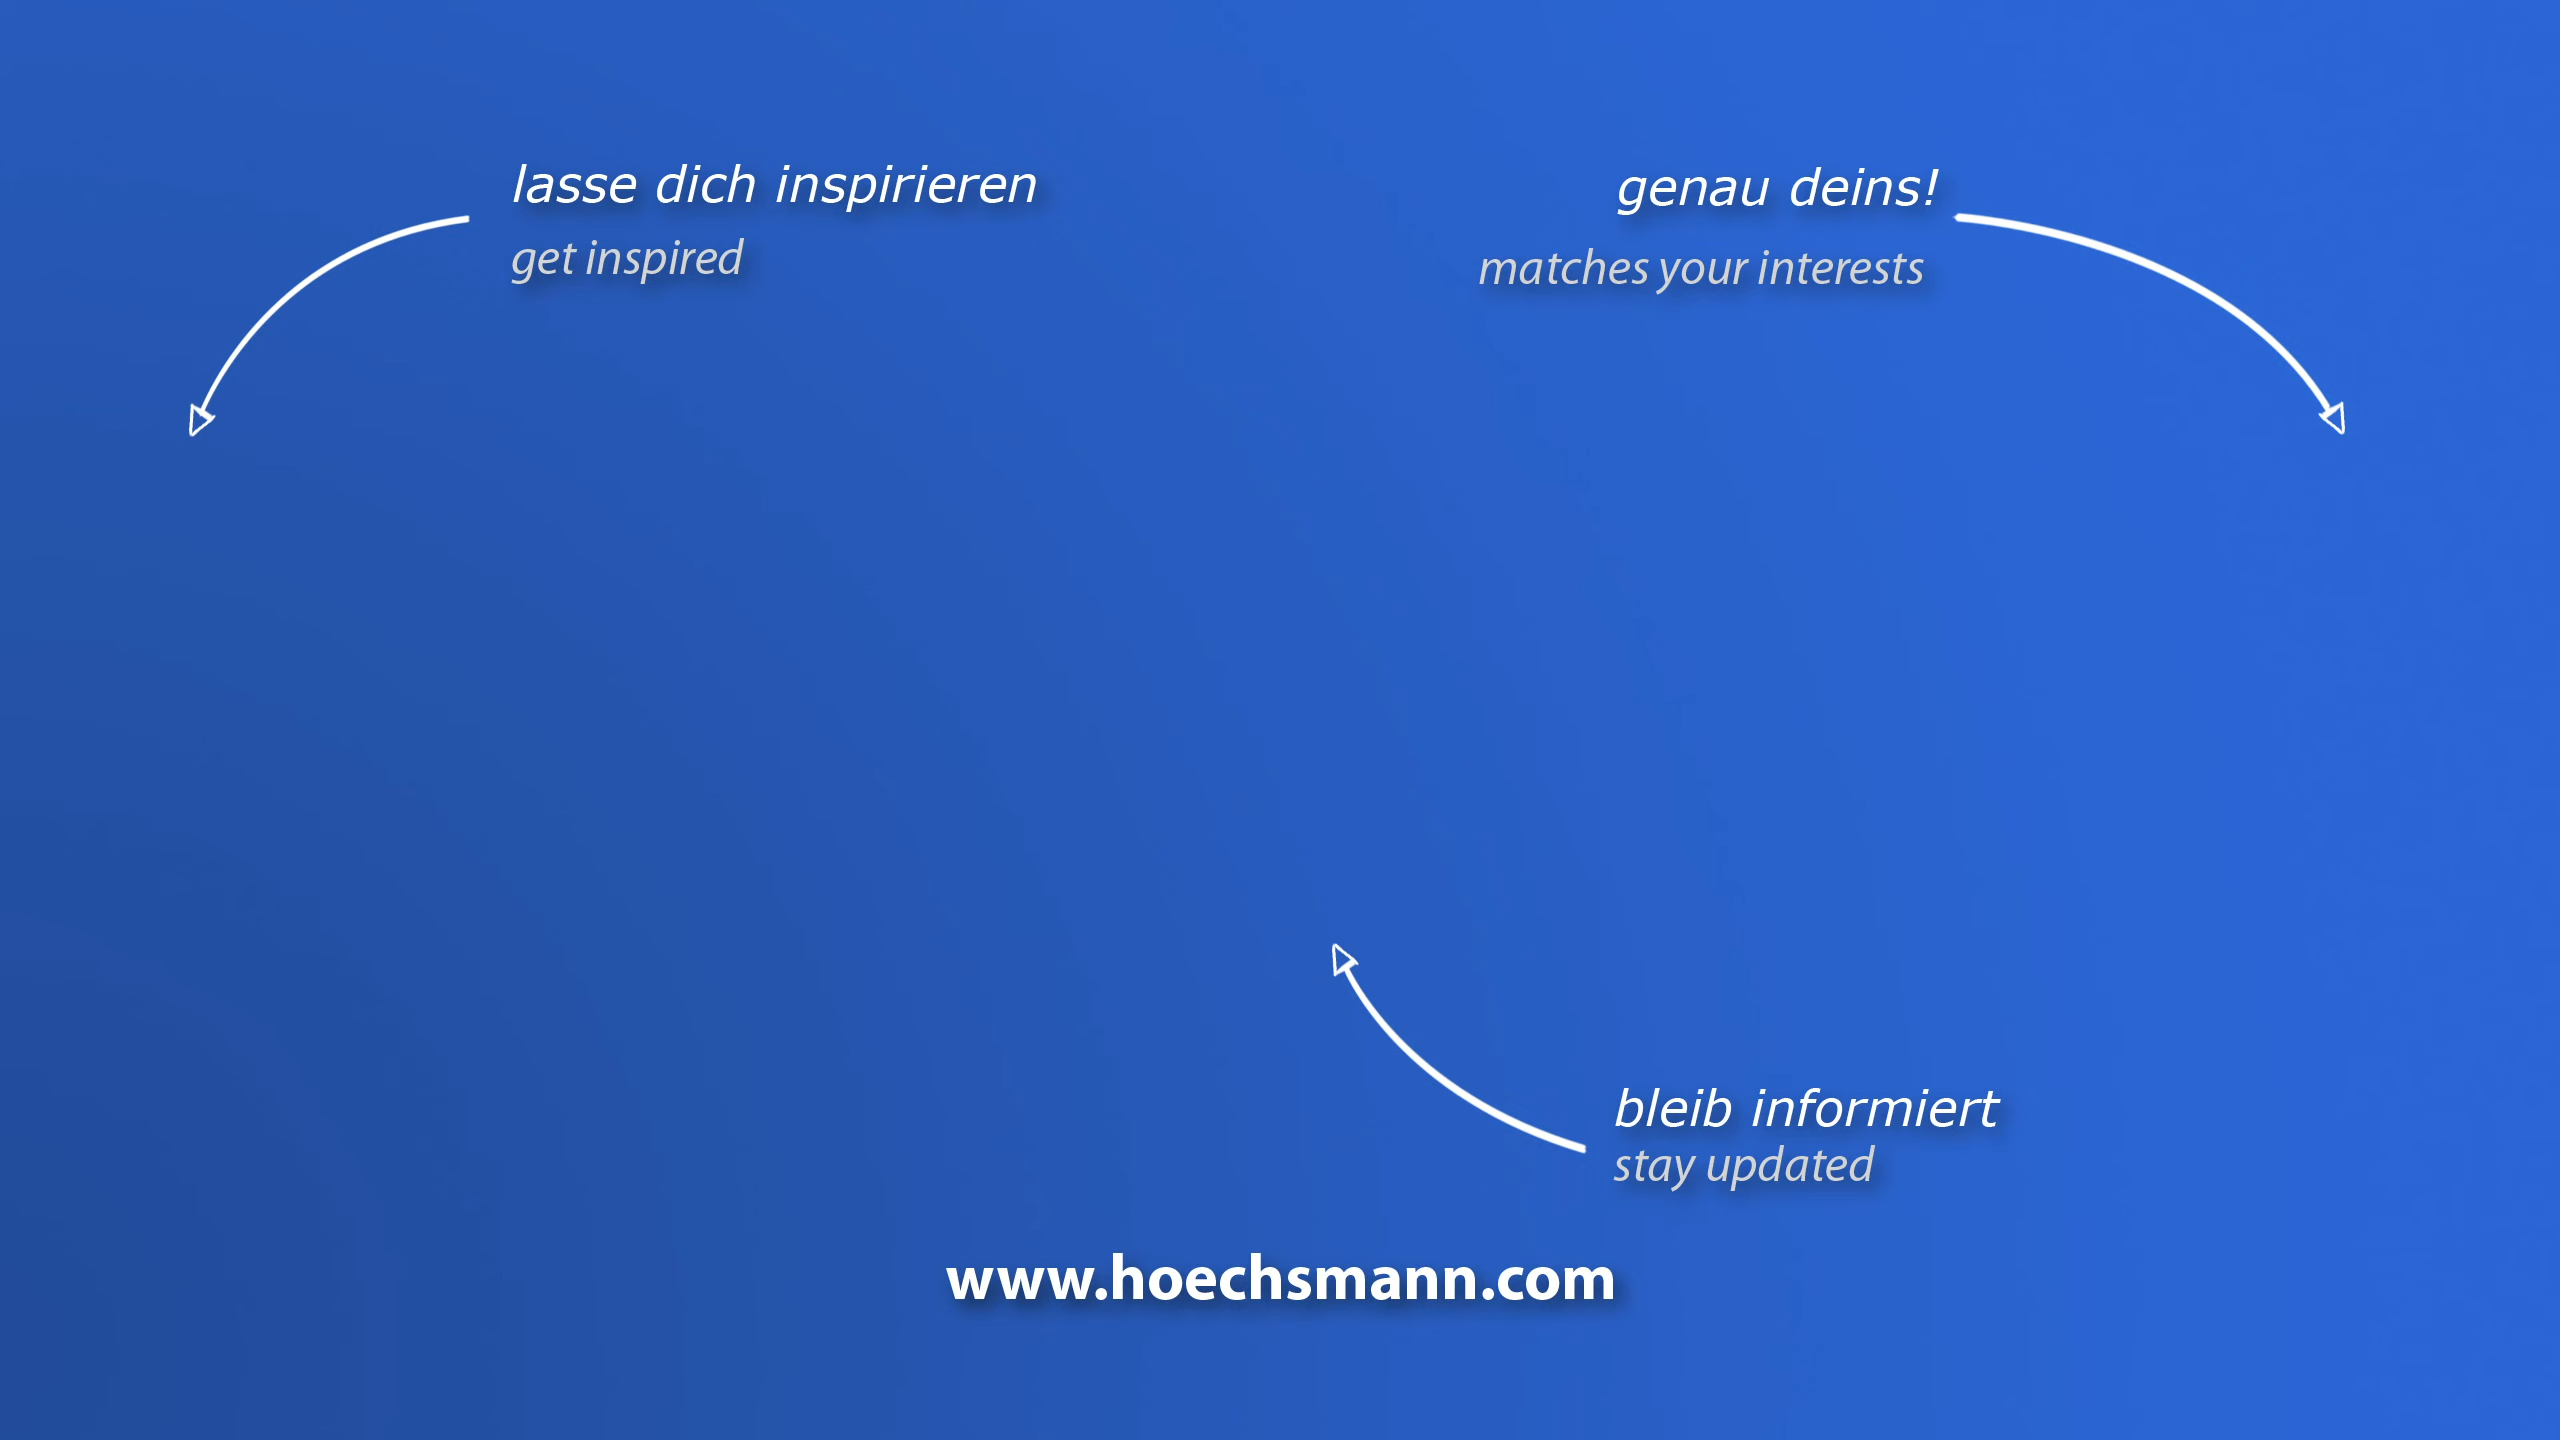 lasse dich inspirieren
get inspired
genau deins!
matches your interests
bleib informiert
stay updated
www.hoechsmann.com